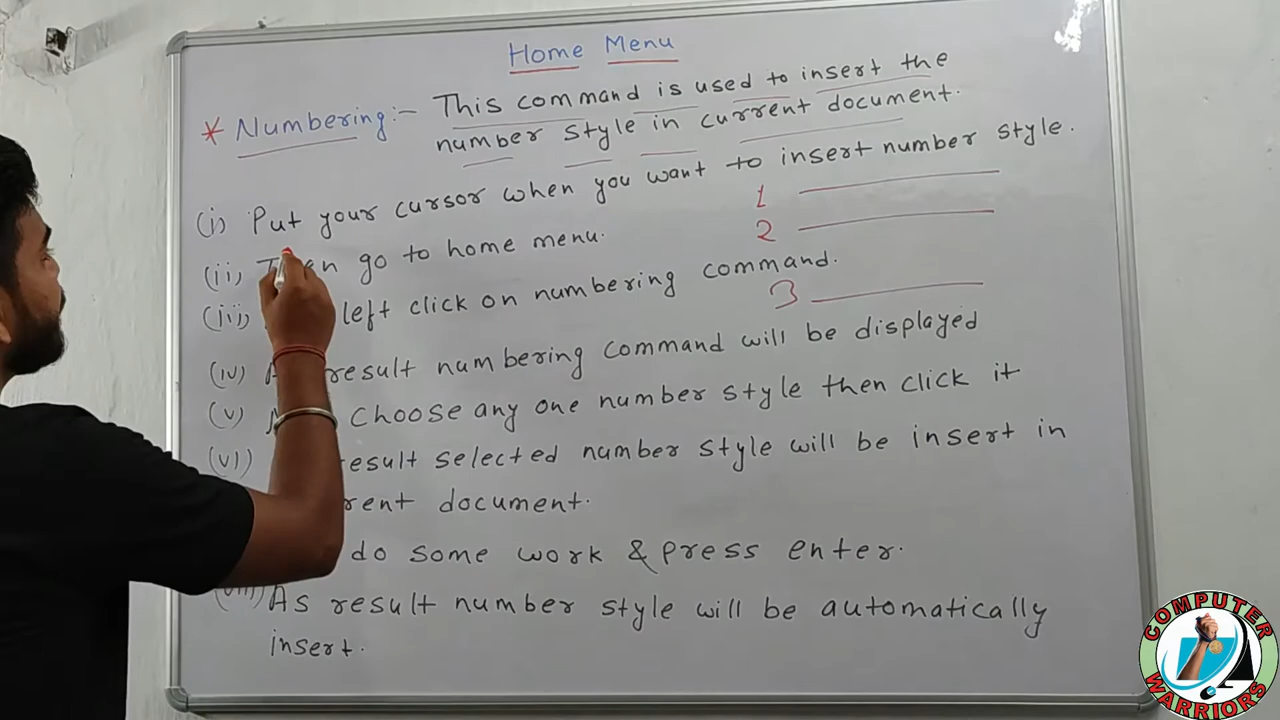 Home Menu
* Numbering:- This command is used to insert the
number style in current document.
(i) Put your cursor when you want to insert number style.
1
(ii) Then go to home menu.
2
(iii) left click on numbering command.
3
(iv) result numbering command will be displayed
(v) choose any one number style then click it
(vi) result selected number style will be insert in
document.
do some work & press enter.
(viii) As result number style will be automatically
insert.
COMPUTER
WARRIORS